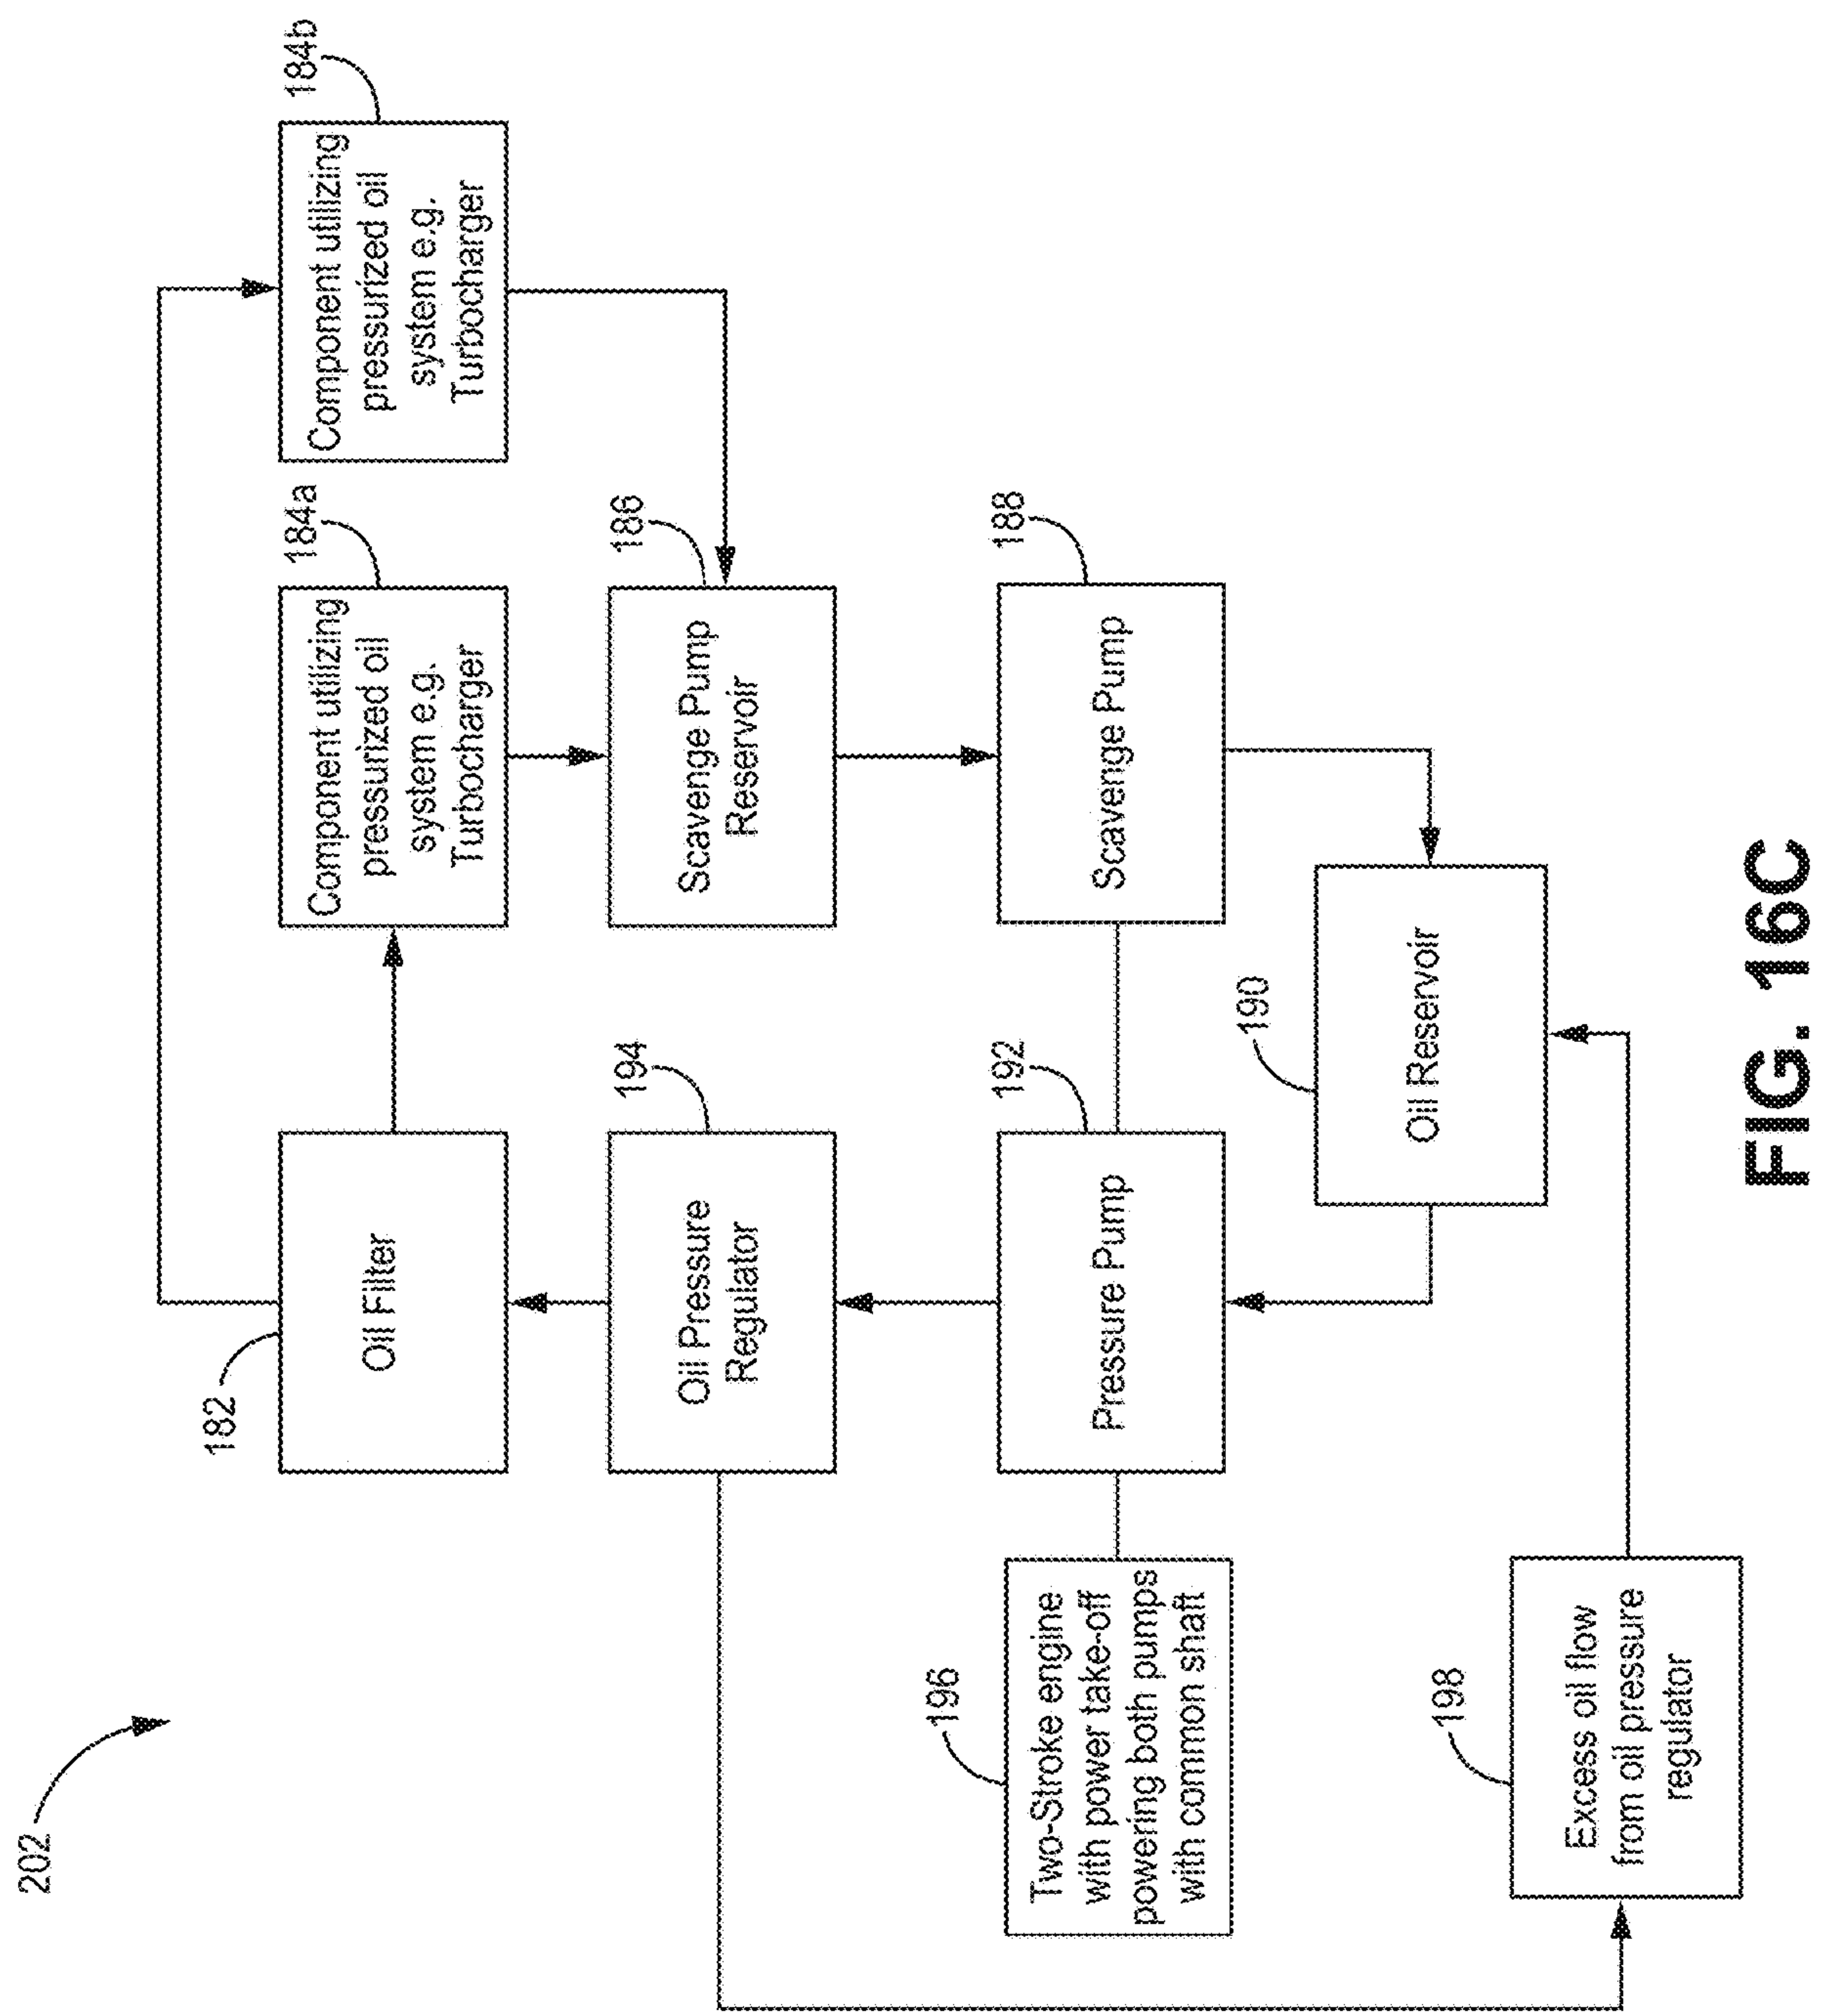 202
182
Oil Filter
184a
Component utilizing
pressurized oil
system e.g.
Turbocharger
184b
Component utilizing
pressurized oil
system e.g.
Turbocharger
194
Oil Pressure
Regulator
186
Scavenge Pump
Reservoir
196
Two-Stroke engine
with power take-off
powering both pumps
with common shaft
192
Pressure Pump
188
Scavenge Pump
190
Oil Reservoir
198
Excess oil flow
from oil pressure
regulator
FIG. 16C